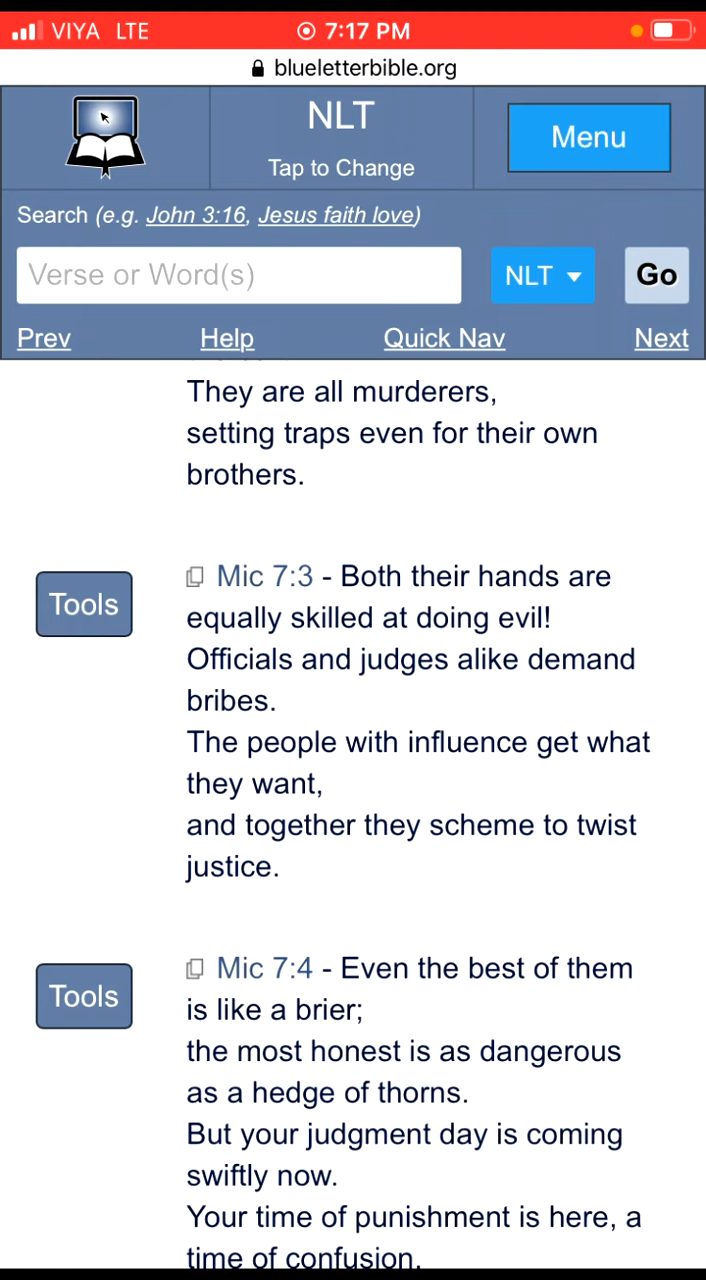 VIYA LTE 7:17 PM
blueletterbible.org
NLT
Tap to Change
Menu
Search (e.g. John 3:16, Jesus faith love)
Verse or Word(s) NLT Go
Prev Help Quick Nav Next
They are all murderers,
setting traps even for their own
brothers.
Tools
Mic 7:3 - Both their hands are
equally skilled at doing evil!
Officials and judges alike demand
bribes.
The people with influence get what
they want,
and together they scheme to twist
justice.
Tools
Mic 7:4 - Even the best of them
is like a brier;
the most honest is as dangerous
as a hedge of thorns.
But your judgment day is coming
swiftly now.
Your time of punishment is here, a
time of confusion.